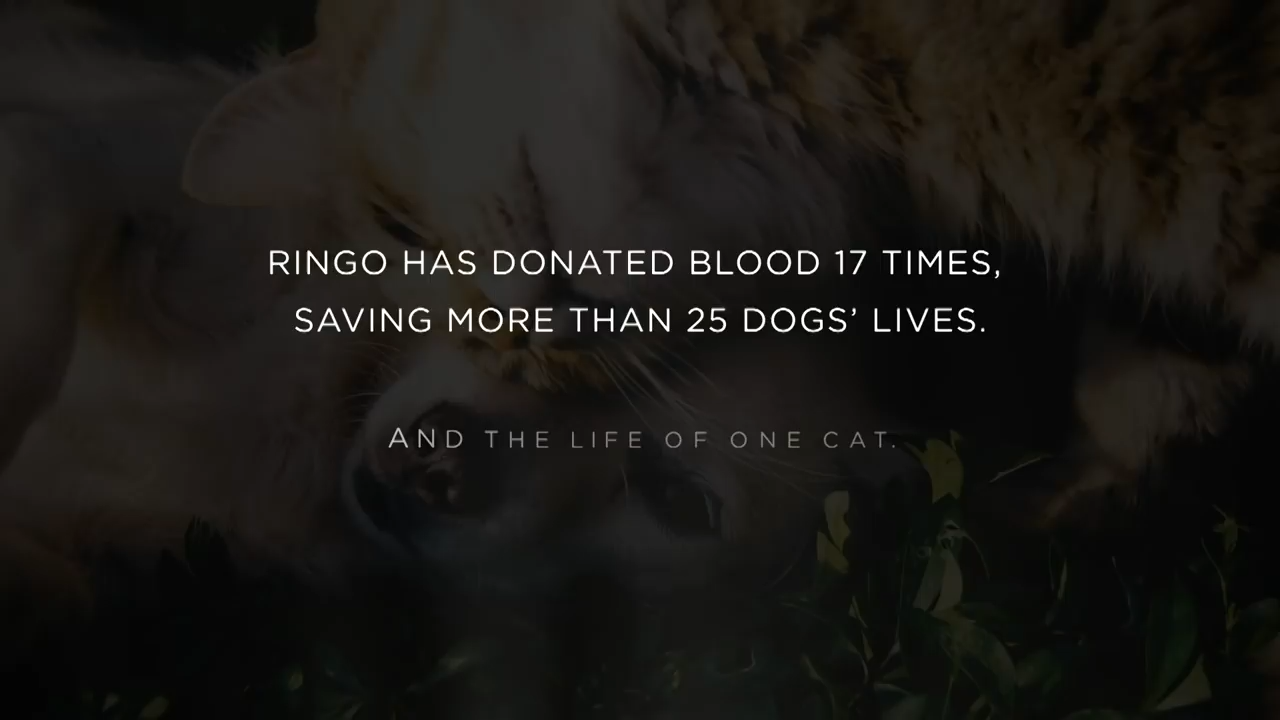 RINGO HAS DONATED BLOOD 17 TIMES,
SAVING MORE THAN 25 DOGS’ LIVES.
AND THE LIFE OF ONE CAT.